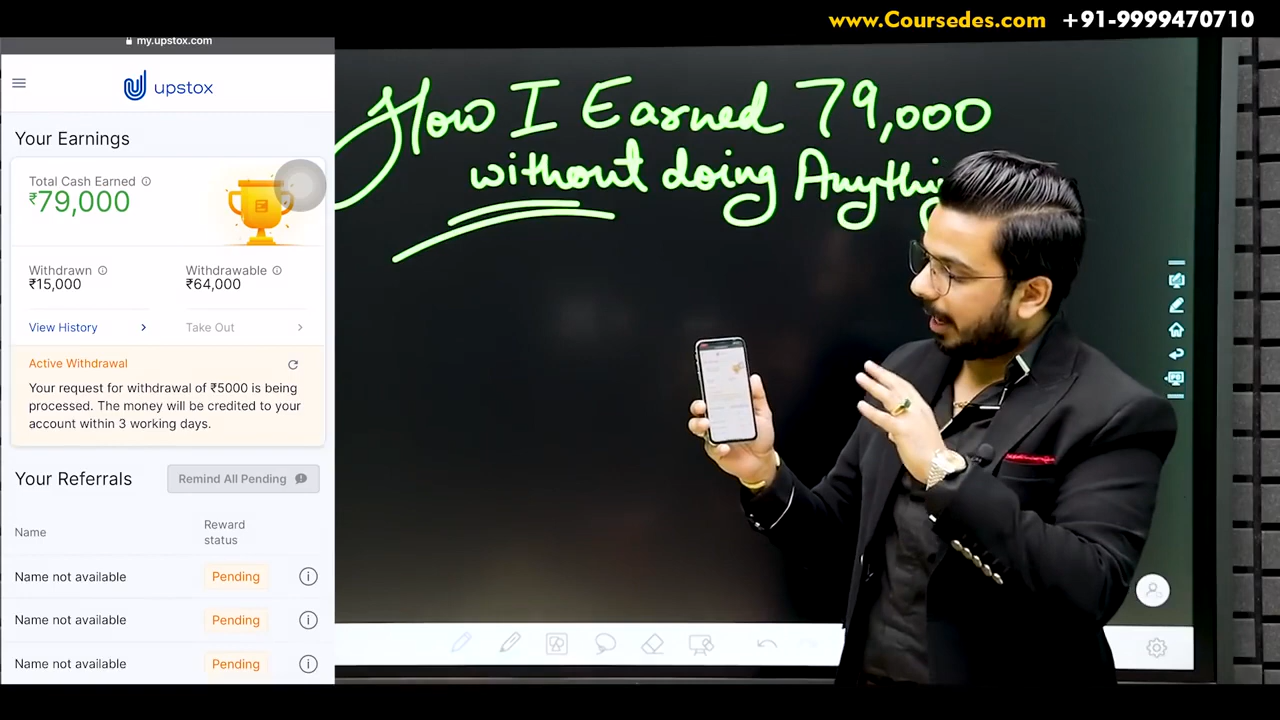 www.Coursedes.com +91-9999470710
my.upstox.com
upstox
Your Earnings
Total Cash Earned
₹79,000
Withdrawn
₹15,000
Withdrawable
₹64,000
View History
Take Out
Active Withdrawal
Your request for withdrawal of ₹5000 is being
processed. The money will be credited to your
account within 3 working days.
Your Referrals
Remind All Pending
Name
Reward
status
Name not available
Pending
Name not available
Pending
Name not available
Pending
How I Earned 79,000
without doing Anythi